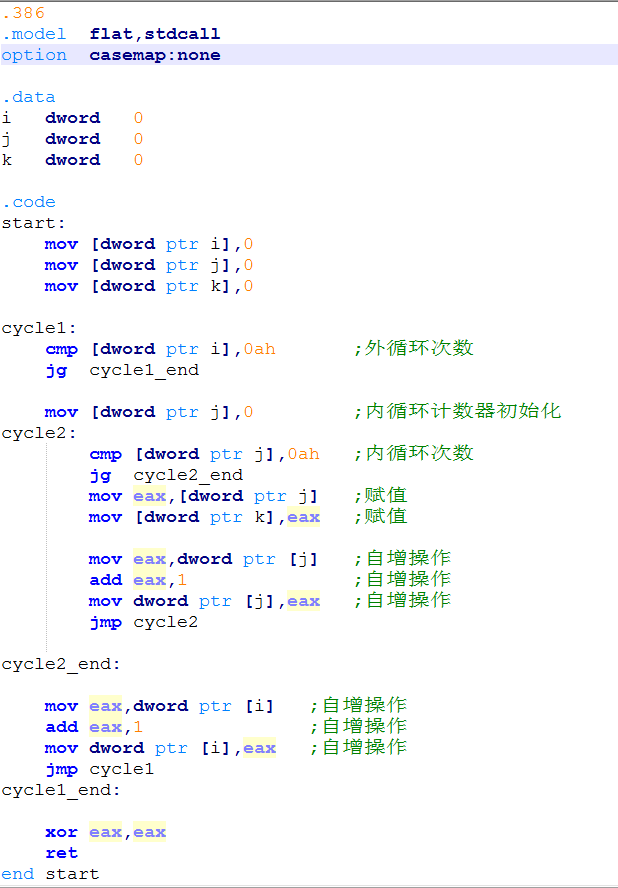 .386
.model  flat,stdcall
option  casemap:none
.data
i   dword   0
j   dword   0
k   dword   0
.code
start:
    mov [dword ptr i],0
    mov [dword ptr j],0
    mov [dword ptr k],0
cycle1:
    cmp [dword ptr i],0ah       ;外循环次数
    jg  cycle1_end
    mov [dword ptr j],0         ;内循环计数器初始化
cycle2:
        cmp [dword ptr j],0ah   ;内循环次数
        jg  cycle2_end
        mov eax,[dword ptr j]   ;赋值
        mov [dword ptr k],eax   ;赋值
        mov eax,dword ptr [j]   ;自增操作
        add eax,1               ;自增操作
        mov dword ptr [j],eax   ;自增操作
        jmp cycle2
cycle2_end:
    mov eax,dword ptr [i]   ;自增操作
    add eax,1               ;自增操作
    mov dword ptr [i],eax   ;自增操作
    jmp cycle1
cycle1_end:
    xor eax,eax
    ret
end start